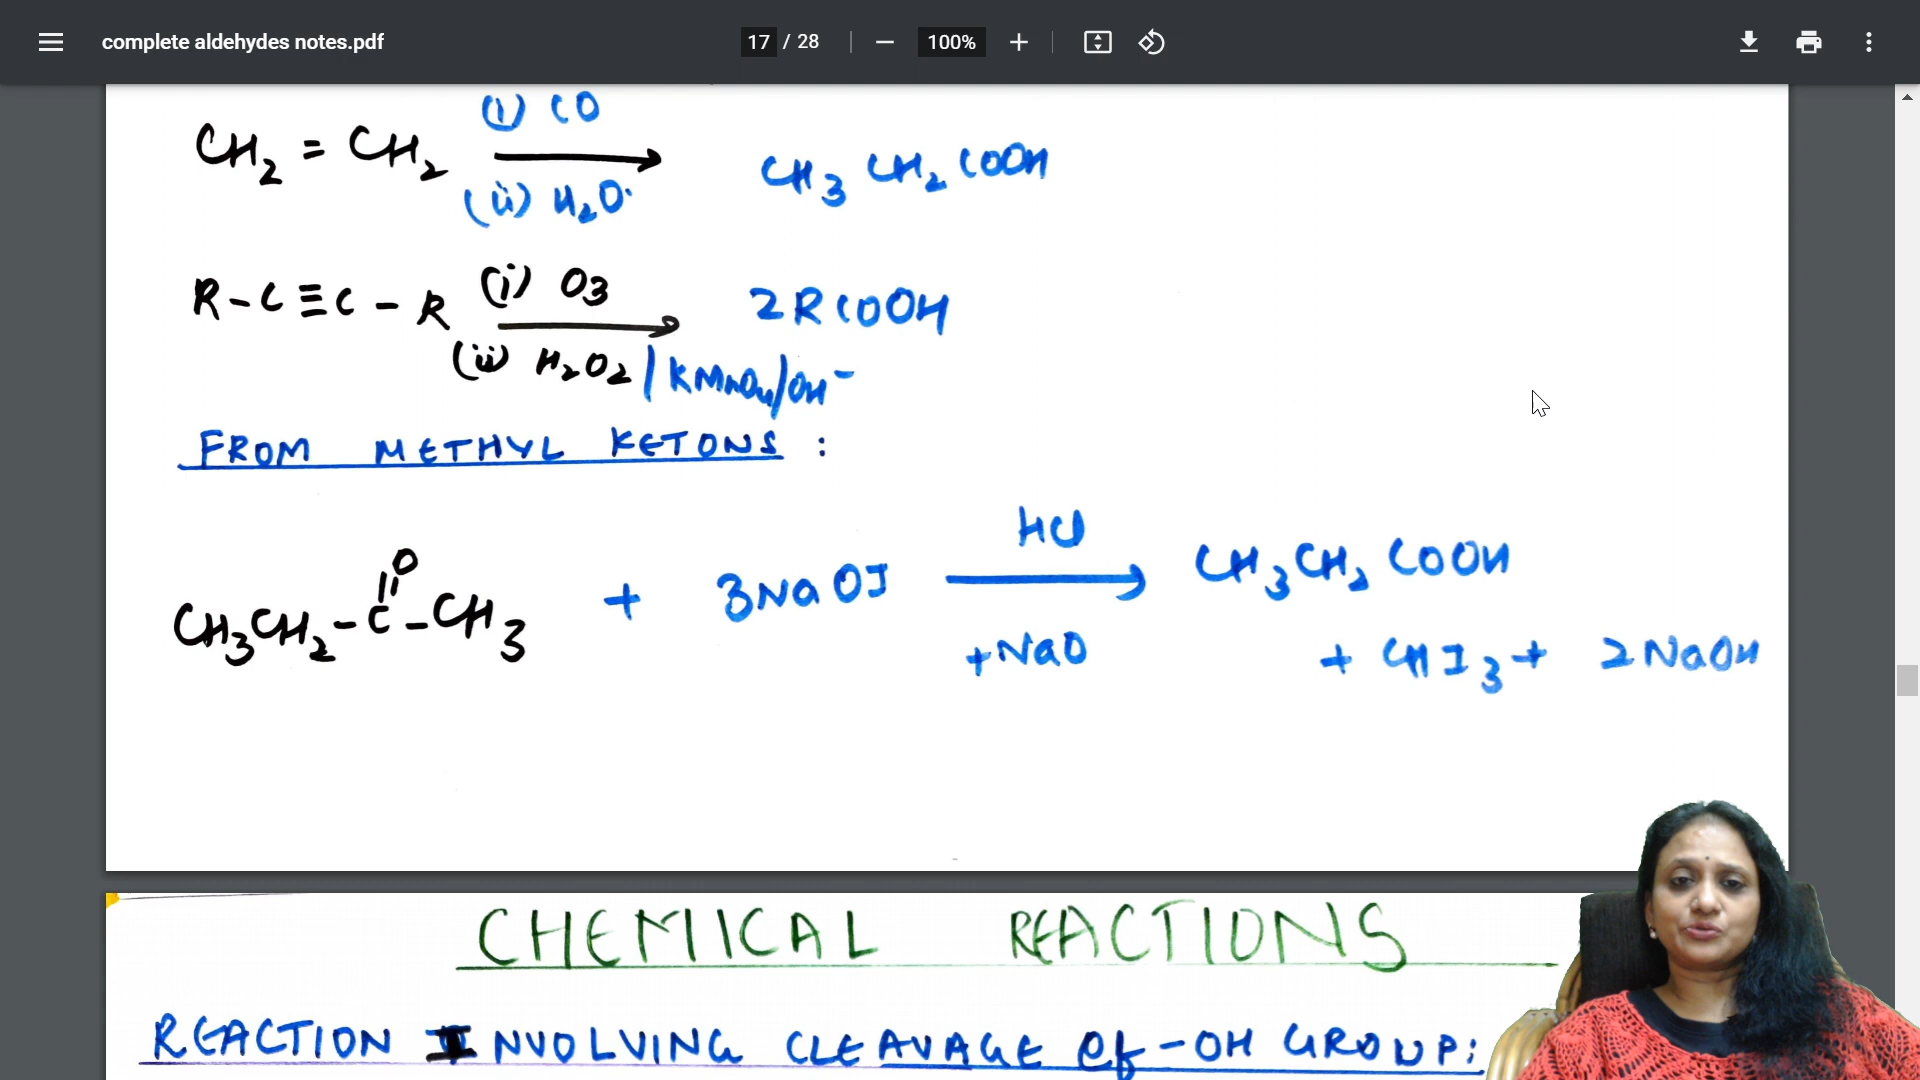 complete aldehydes notes.pdf 17 / 28 100%
(i) CO
CH₂ = CH₂ CH₃ CH₂ COOH
(ii) H₂O
R-C≡C-R (i) O3 2RCOOH
(ii) H₂O₂ / KMnO₄/OH⁻
FROM METHYL KETONS :
O HCl
CH₃CH₂-C-CH₃ + 3NaOI CH₃CH₂COOH
+NaO + CHI₃ + 2NaOH
CHEMICAL REACTIONS
REACTION INVOLVING CLEAVAGE Of -OH GROUP: